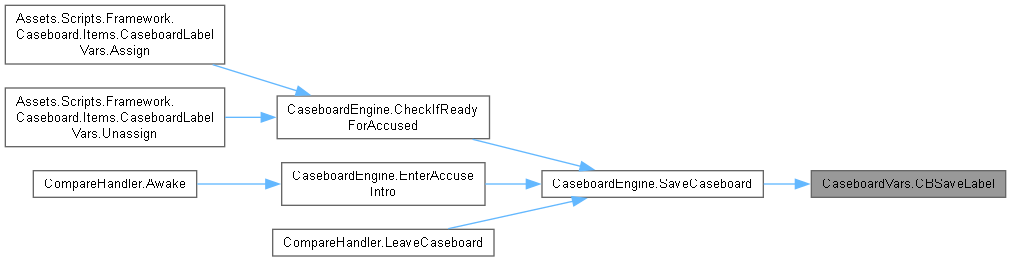 Assets.Scripts.Framework.
Caseboard.Items.CaseboardLabel
Vars.Assign
Assets.Scripts.Framework.
Caseboard.Items.CaseboardLabel
Vars.Unassign
CompareHandler.Awake
CaseboardEngine.CheckIfReady
ForAccused
CaseboardEngine.EnterAccuse
Intro
CompareHandler.LeaveCaseboard
CaseboardEngine.SaveCaseboard
CaseboardVars.CBSaveLabel